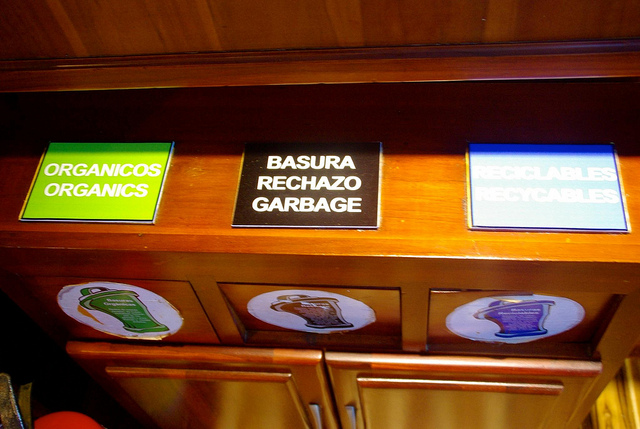 ORGANICOS
ORGANICS
BASURA
RECHAZO
GARBAGE
RECICLABLES
RECYCABLES